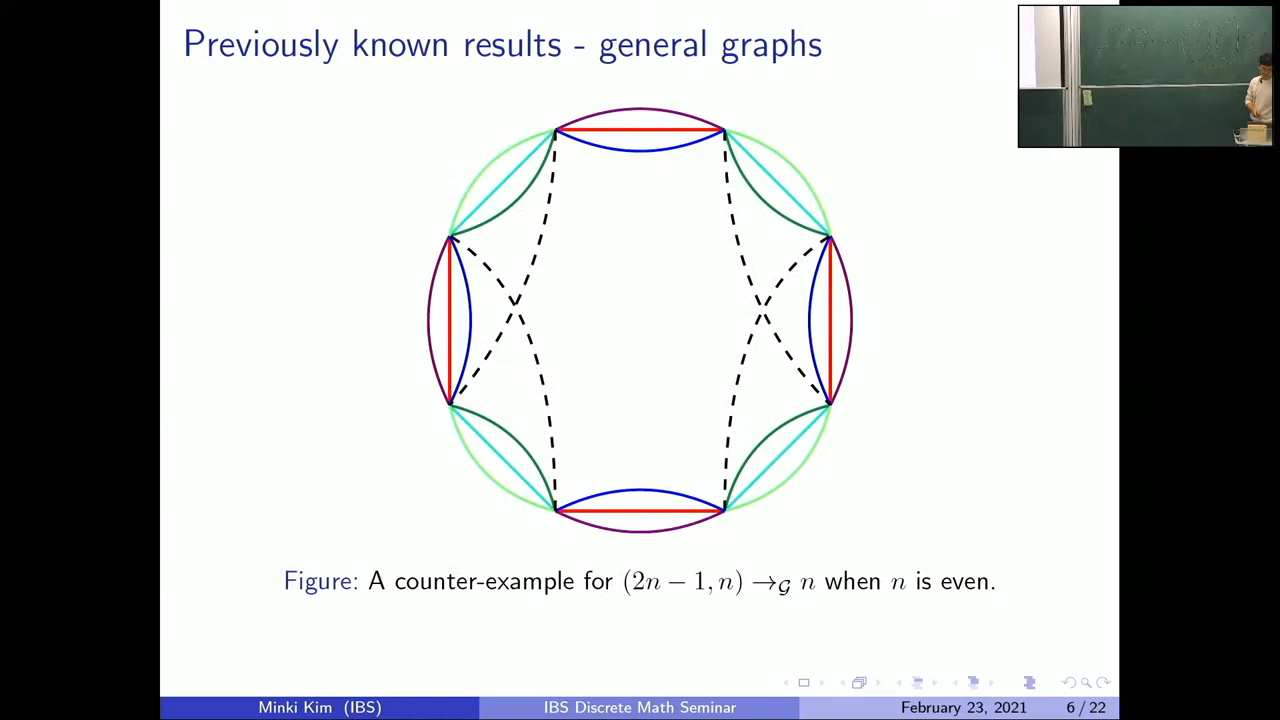 Previously known results - general graphs
Figure: A counter-example for (2n − 1, n) →𝒢 n when n is even.
Minki Kim (IBS)
IBS Discrete Math Seminar
February 23, 2021
6 / 22